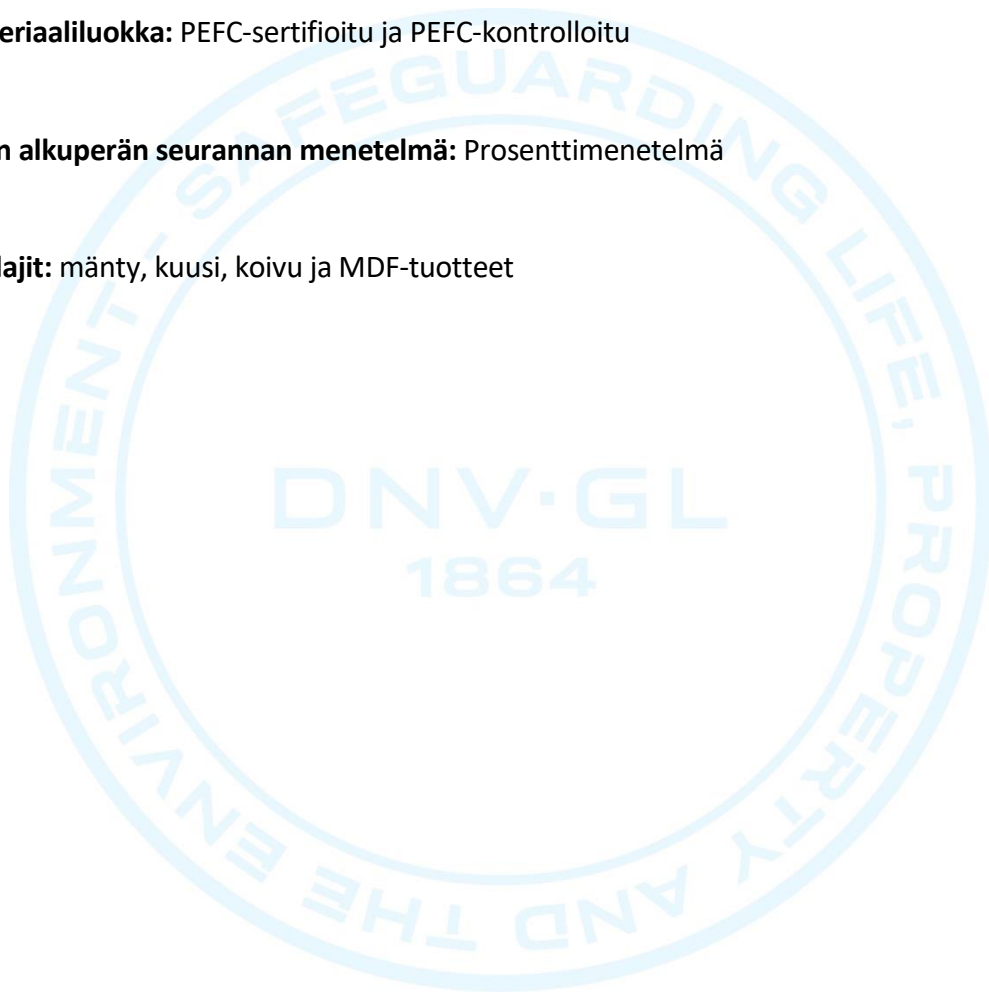 eriaaliluokka: PEFC-sertifioitu ja PEFC-kontrolloitu
n alkuperän seurannan menetelmä: Prosenttimenetelmä
lajit: mänty, kuusi, koivu ja MDF-tuotteet
SAFEGUARDING LIFE, PROPERTY AND THE ENVIRONMENT
DNV·GL
1864